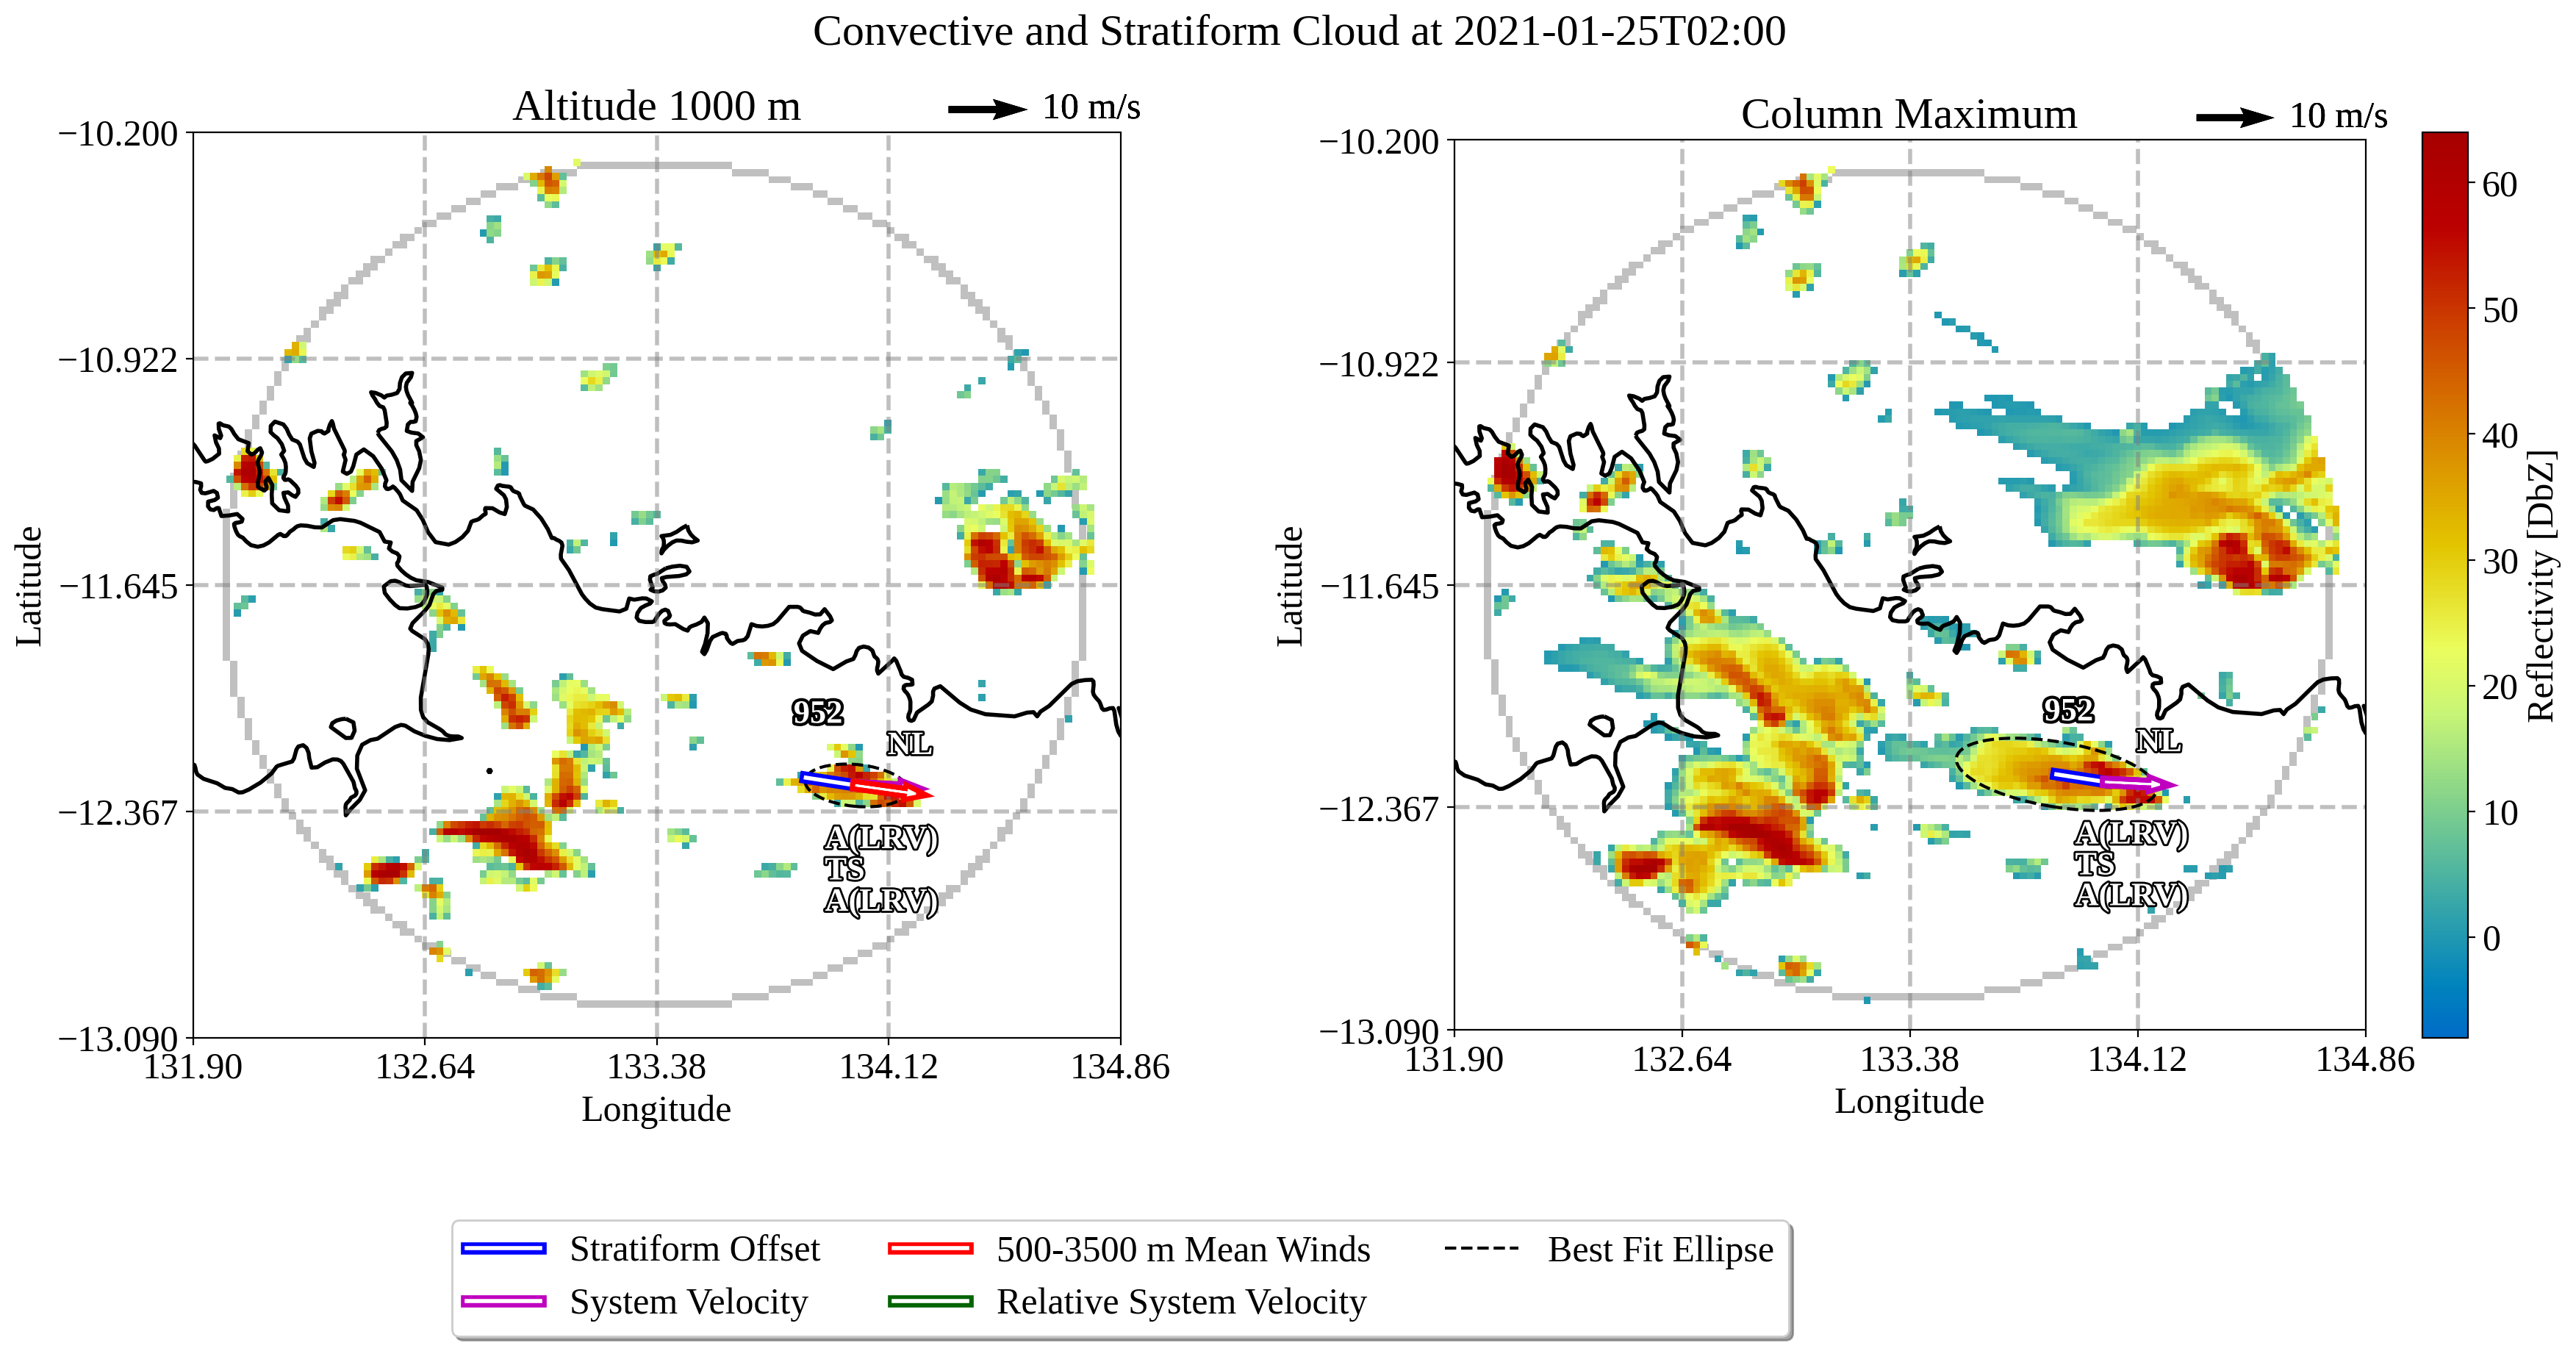 Convective and Stratiform Cloud at 2021-01-25T02:00
Altitude 1000 m
10 m/s
−10.200
−10.922
−11.645
−12.367
−13.090
Latitude
131.90
132.64
133.38
134.12
134.86
Longitude
952
NL
A(LRV)
TS
A(LRV)
Column Maximum
10 m/s
−10.200
−10.922
−11.645
−12.367
−13.090
Latitude
131.90
132.64
133.38
134.12
134.86
Longitude
952
NL
A(LRV)
TS
A(LRV)
60
50
40
30
20
10
0
Reflectivity [DbZ]
Stratiform Offset
System Velocity
500-3500 m Mean Winds
Relative System Velocity
Best Fit Ellipse